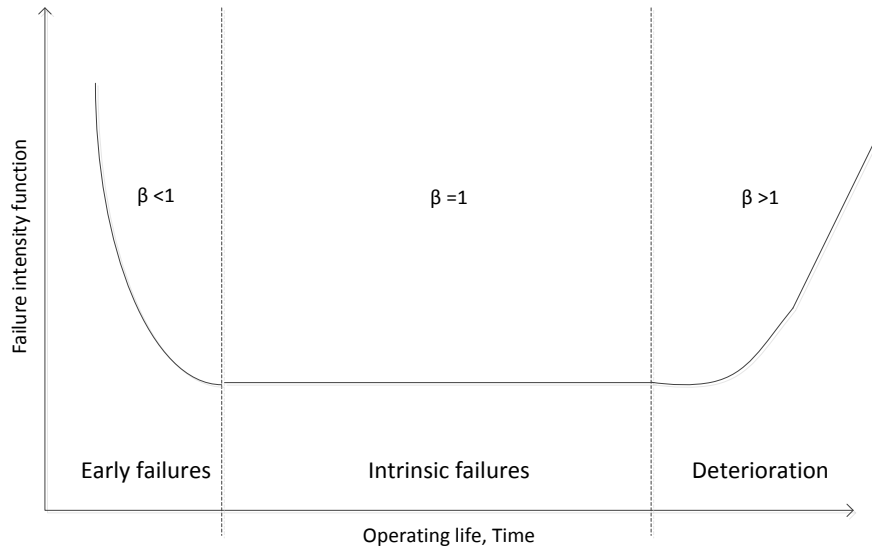 Failure intensity function
β <1
β =1
β >1
Early failures
Intrinsic failures
Deterioration
Operating life, Time